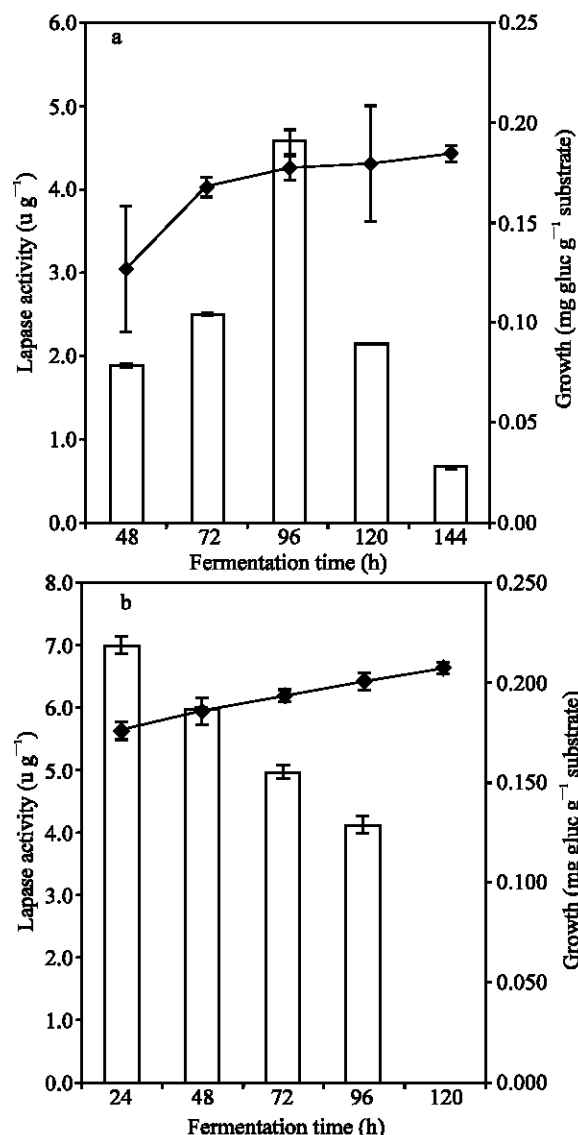 a
6.0
5.0
4.0
3.0
2.0
1.0
0.0
Lapase activity (u g⁻¹)
0.25
0.20
0.15
0.10
0.05
0.00
Growth (mg gluc g⁻¹ substrate)
48 72 96 120 144
Fermentation time (h)
b
8.0
7.0
6.0
5.0
4.0
3.0
2.0
1.0
0.0
Lapase activity (u g⁻¹)
0.250
0.200
0.150
0.100
0.050
0.000
Growth (mg gluc g⁻¹ substrate)
24 48 72 96 120
Fermentation time (h)